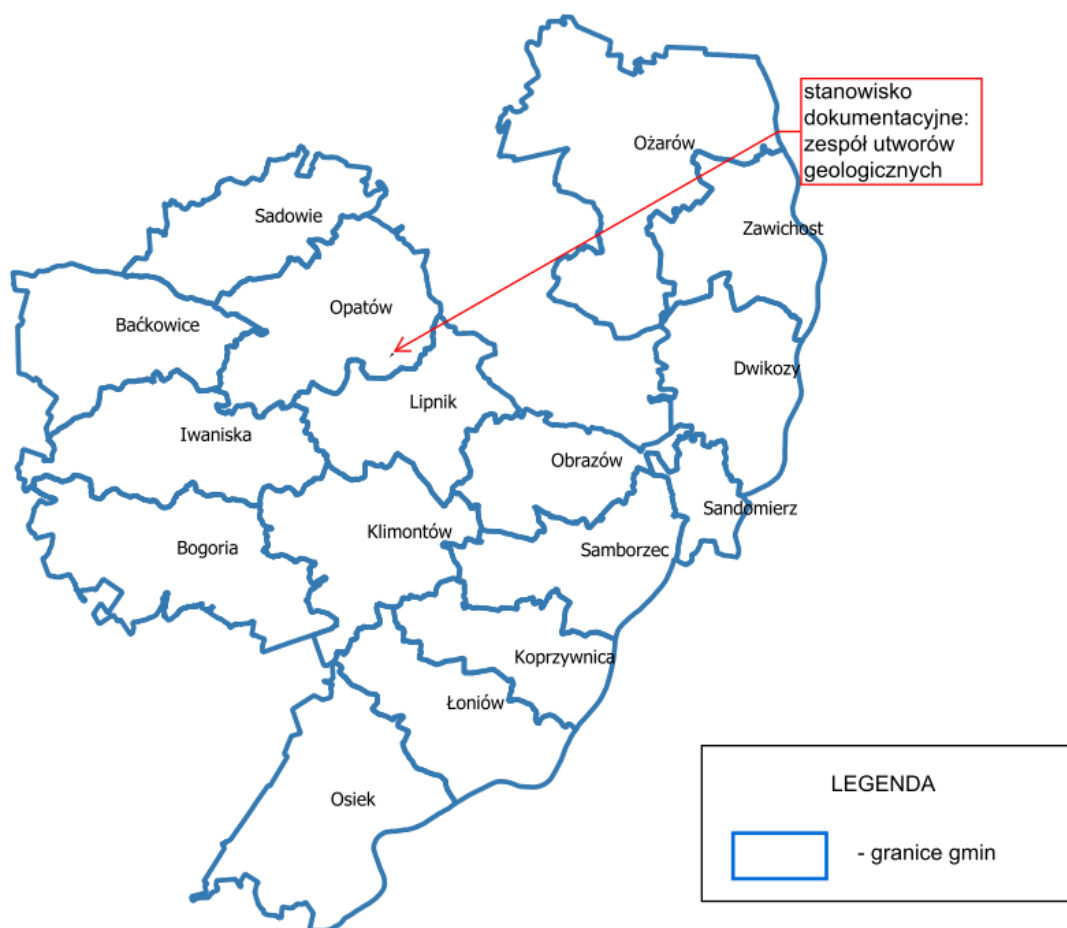 stanowisko
dokumentacyjne:
zespół utworów
geologicznych
Ożarów
Sadowie
Zawichost
Opatów
Baćkowice
Dwikozy
Lipnik
Iwaniska
Obrazów
Sandomierz
Klimontów
Bogoria
Samborzec
Koprzywnica
Łoniów
Osiek
LEGENDA
- granice gmin